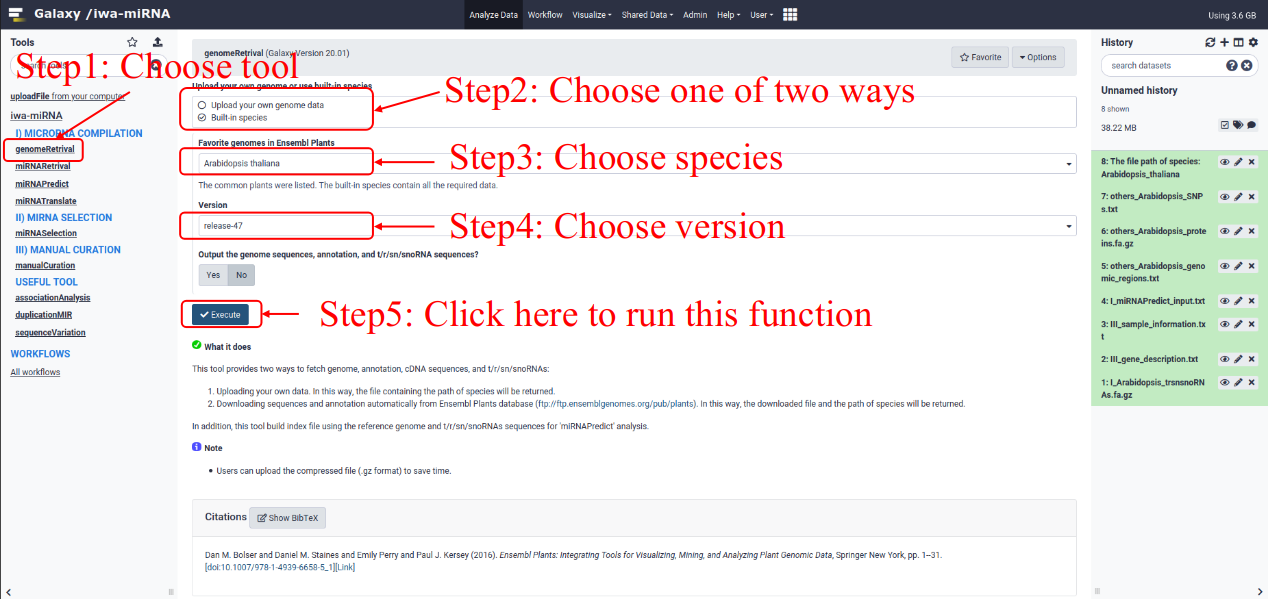 Galaxy /iwa-miRNA
Analyze Data Workflow Visualize Shared Data Admin Help User
Using 3.6 GB
Tools
Step1: Choose tool
uploadFile from your computer
iwa-miRNA
I) MICRORNA COMPILATION
genomeRetrival
miRNARetrival
miRNAPredict
miRNATranslate
II) MIRNA SELECTION
miRNASelection
III) MANUAL CURATION
manualCuration
USEFUL TOOL
associationAnalysis
duplicationMIR
sequenceVariation
WORKFLOWS
All workflows
genomeRetrival (Galaxy Version 20.01)
Favorite
Options
Upload your own genome or use built-in species
Upload your own genome data
Built-in species
Step2: Choose one of two ways
Favorite genomes in Ensembl Plants
Arabidopsis thaliana
Step3: Choose species
The common plants were listed. The built-in species contain all the required data.
Version
release-47
Step4: Choose version
Output the genome sequences, annotation, and t/r/sn/snoRNA sequences?
Yes No
Execute
Step5: Click here to run this function
What it does
This tool provides two ways to fetch genome, annotation, cDNA sequences, and t/r/sn/snoRNAs:
1. Uploading your own data. In this way, the file containing the path of species will be returned.
2. Downloading sequences and annotation automatically from Ensembl Plants database (ftp://ftp.ensemblgenomes.org/pub/plants). In this way, the downloaded file and the path of species will be returned.
In addition, this tool build index file using the reference genome and t/r/sn/snoRNAs sequences for 'miRNAPredict' analysis.
Note
• Users can upload the compressed file (.gz format) to save time.
Citations
Show BibTeX
Dan M. Bolser and Daniel M. Staines and Emily Perry and Paul J. Kersey (2016). Ensembl Plants: Integrating Tools for Visualizing, Mining, and Analyzing Plant Genomic Data, Springer New York, pp. 1--31.
[doi:10.1007/978-1-4939-6658-5_1][Link]
History
search datasets
Unnamed history
8 shown
38.22 MB
8: The file path of species:
Arabidopsis_thaliana
7: others_Arabidopsis_SNP
s.txt
6: others_Arabidopsis_prote
ins.fa.gz
5: others_Arabidopsis_geno
mic_regions.txt
4: I_miRNAPredict_input.txt
3: III_sample_information.tx
t
2: III_gene_description.txt
1: I_Arabidopsis_trsnsnoRN
As.fa.gz